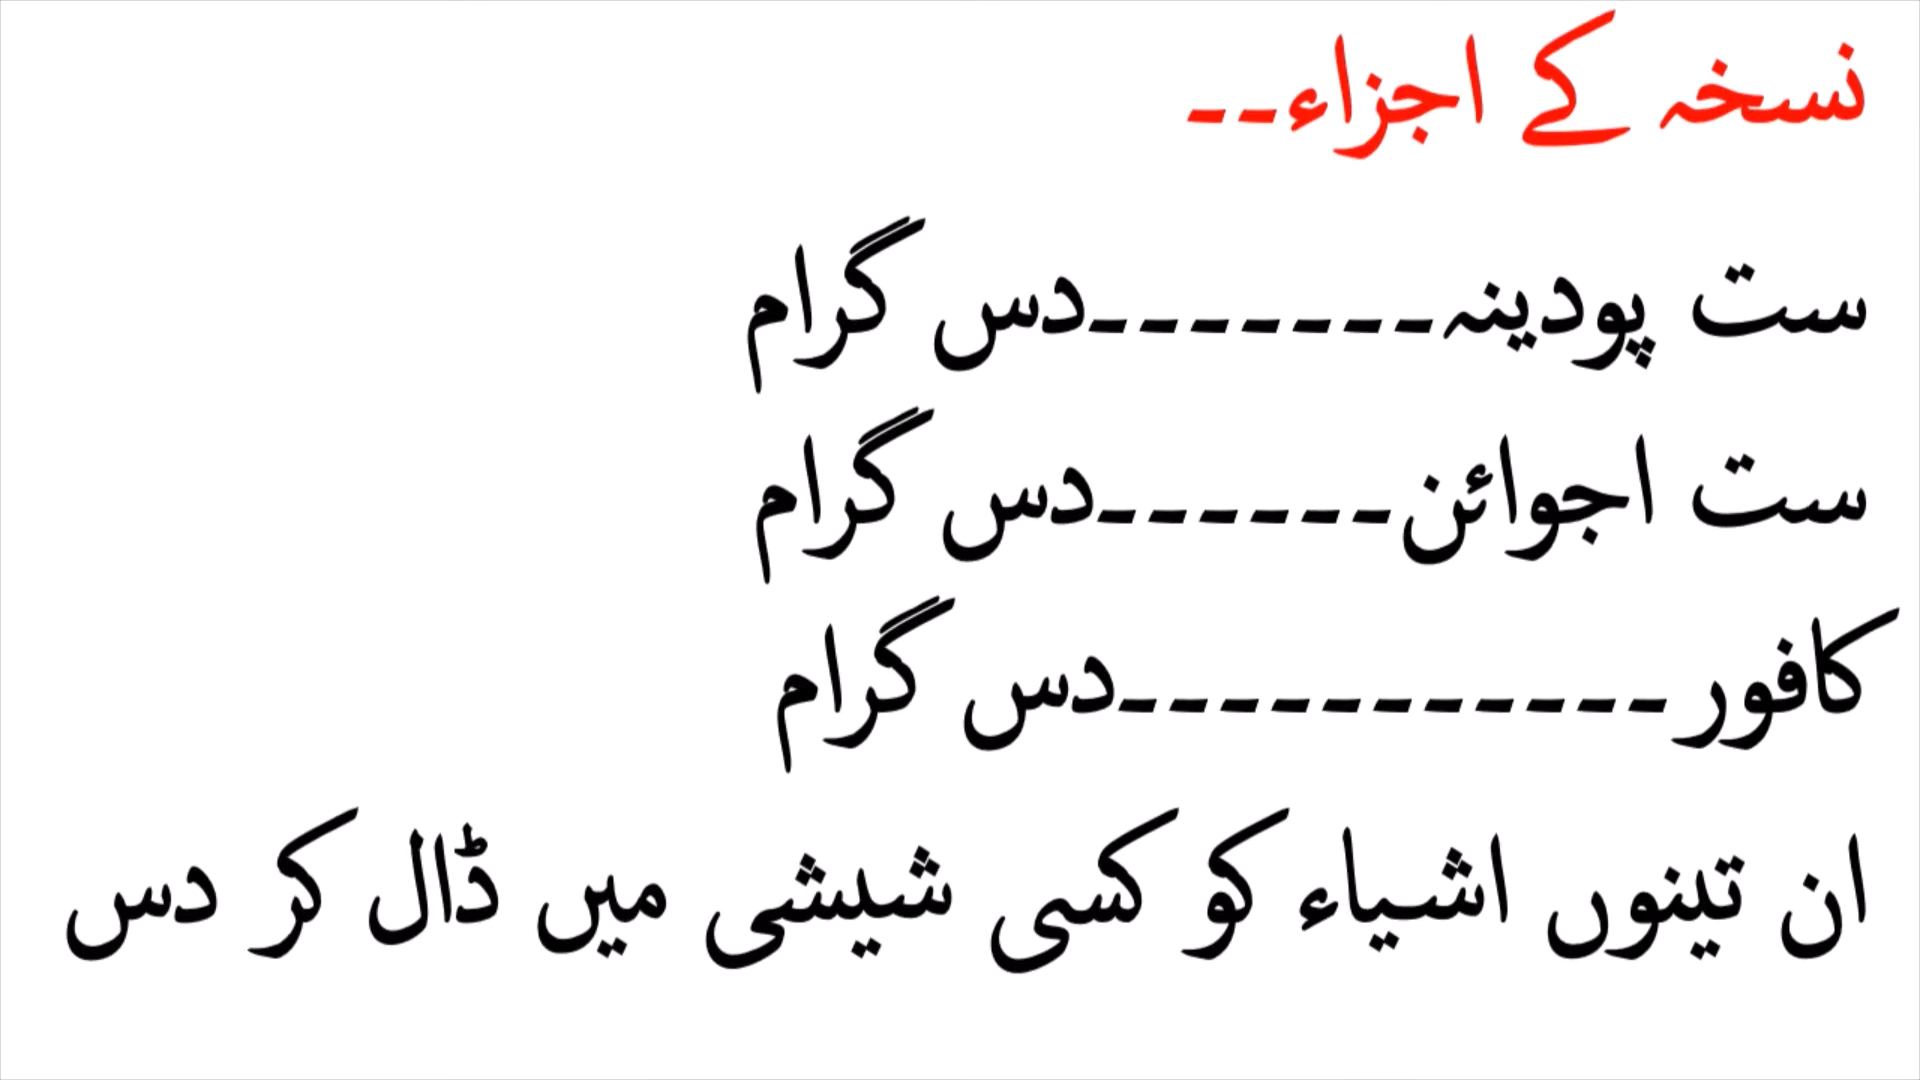 نسخہ کے اجزاء۔۔
ست پودینہ۔۔۔۔۔۔۔دس گرام
ست اجوائن۔۔۔۔۔۔دس گرام
کافور۔۔۔۔۔۔۔۔۔۔۔دس گرام
ان تینوں اشیاء کو کسی شیشی میں ڈال کر دس